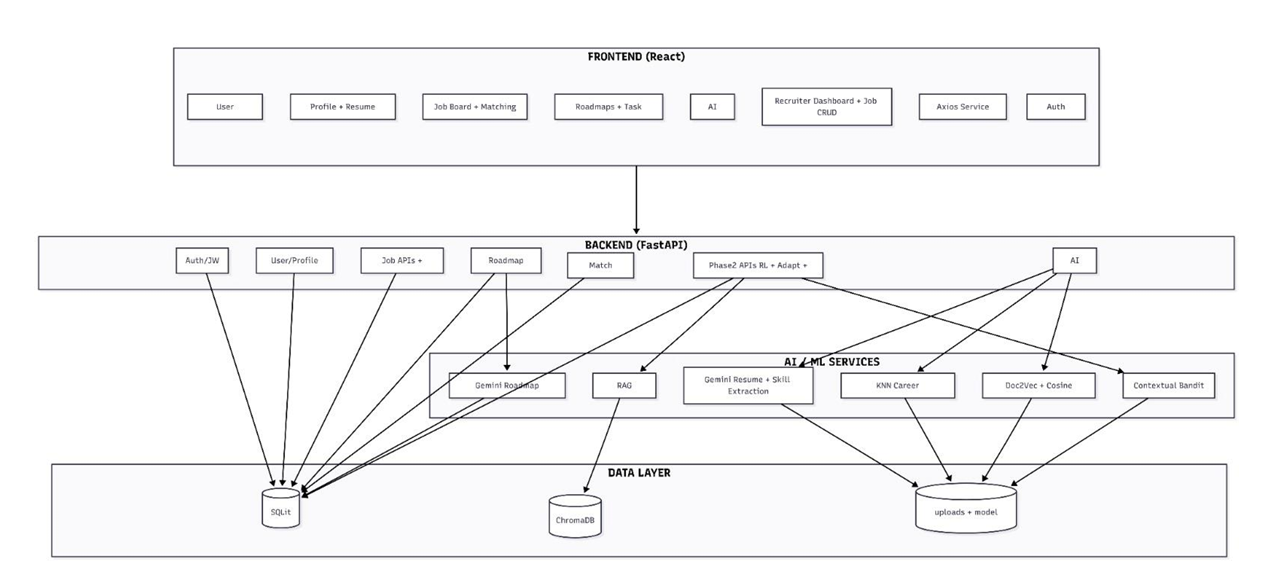 FRONTEND (React)
User
Profile + Resume
Job Board + Matching
Roadmaps + Task
AI
Recruiter Dashboard + Job
CRUD
Axios Service
Auth
BACKEND (FastAPI)
Auth/JW
User/Profile
Job APIs +
Roadmap
Match
Phase2 APIs RL + Adapt +
AI
AI / ML SERVICES
Gemini Roadmap
RAG
Gemini Resume + Skill
Extraction
KNN Career
Doc2Vec + Cosine
Contextual Bandit
DATA LAYER
SQLit
ChromaDB
uploads + model